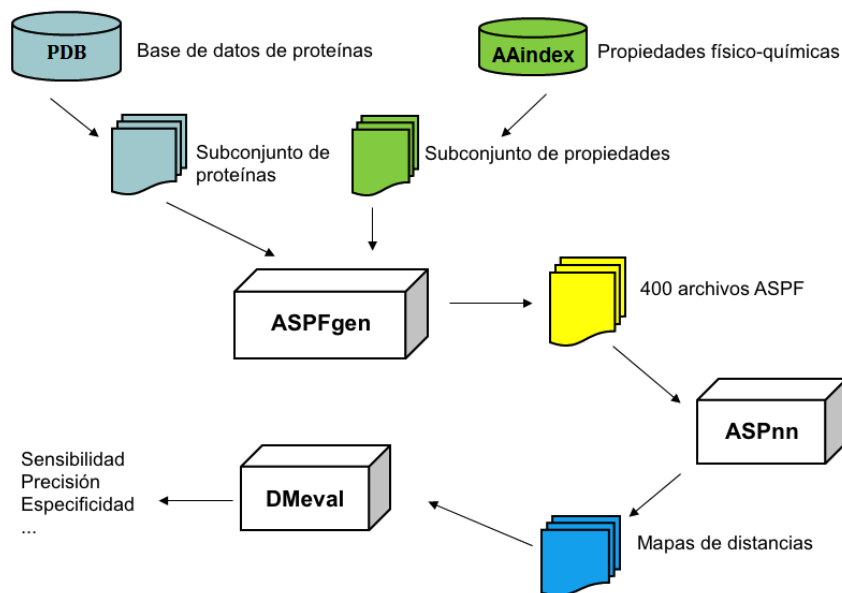 PDB
Base de datos de proteínas
AAindex
Propiedades físico-químicas
Subconjunto de
proteínas
Subconjunto de propiedades
ASPFgen
400 archivos ASPF
ASPnn
Sensibilidad
Precisión
Especificidad
...
DMeval
Mapas de distancias